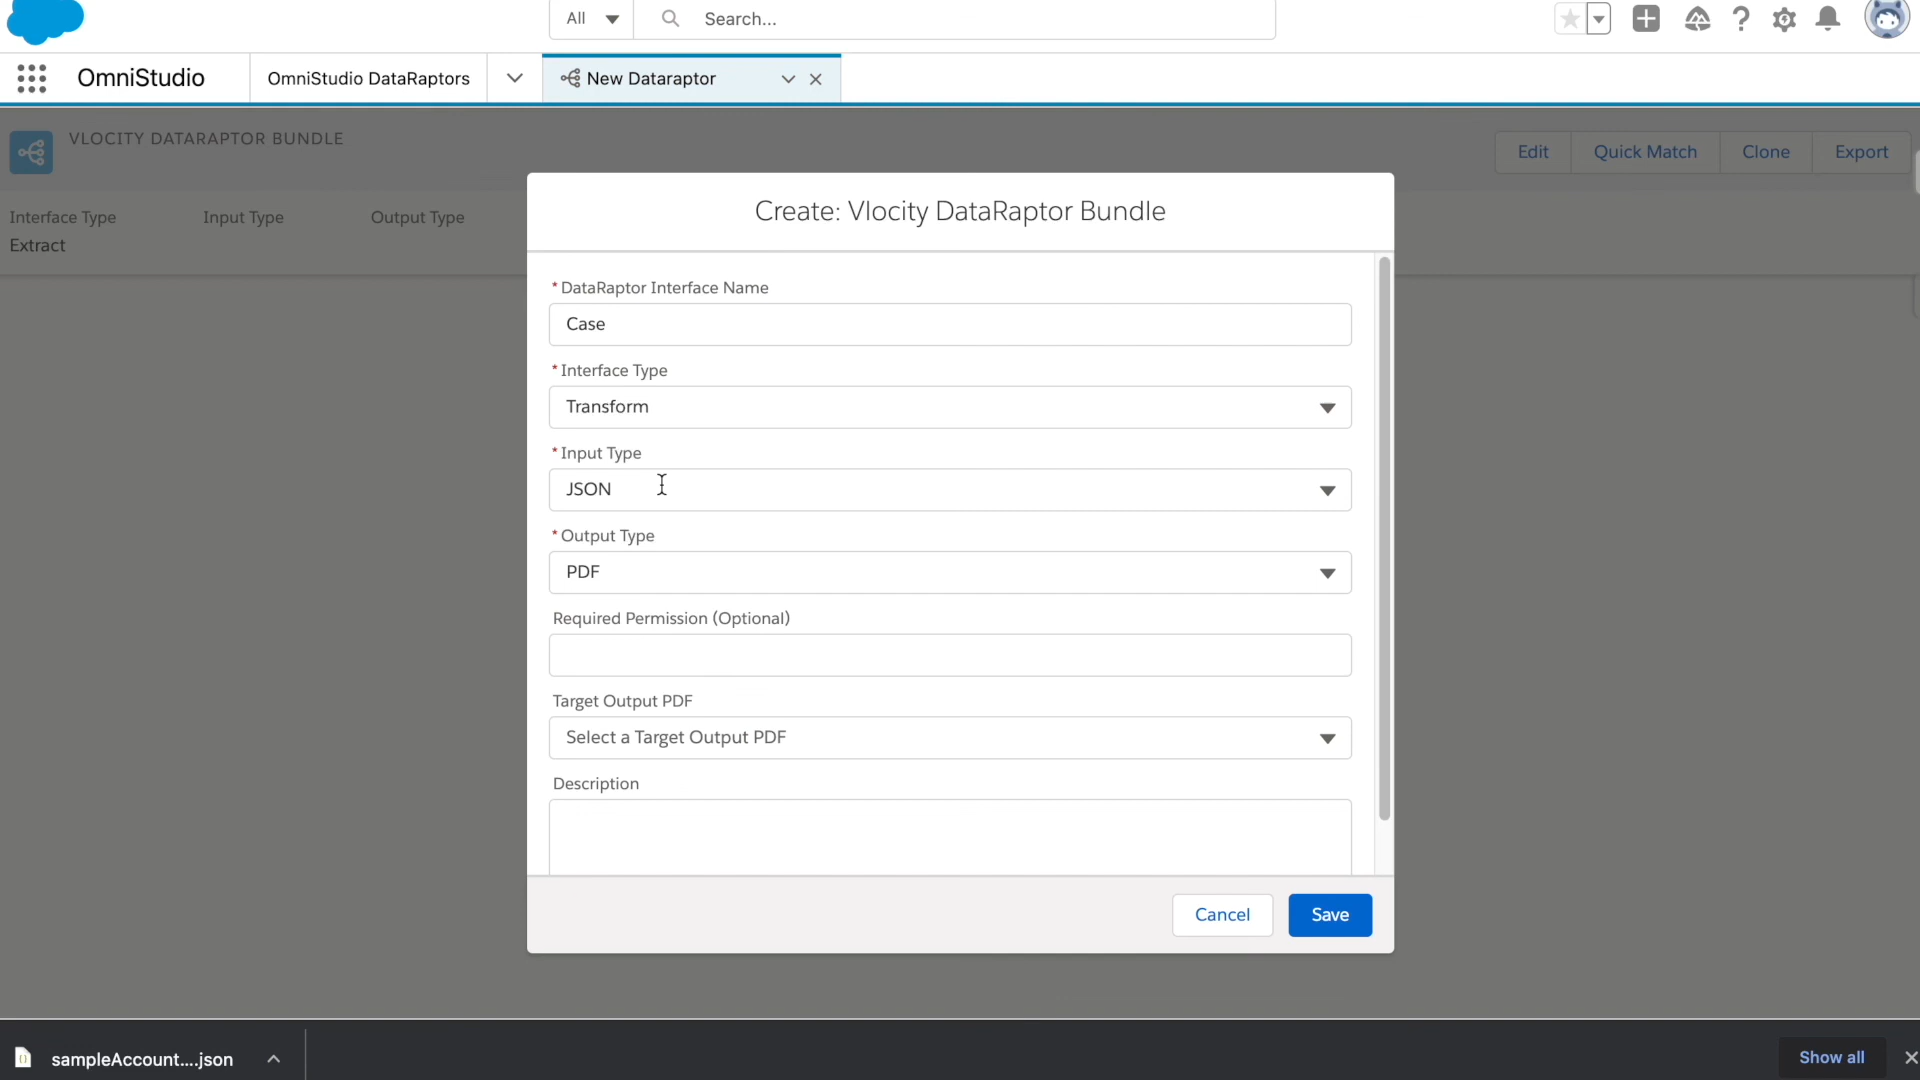 All
Search...
OmniStudio
OmniStudio DataRaptors
New Dataraptor
VLOCITY DATARAPTOR BUNDLE
Edit
Quick Match
Clone
Export
Interface Type
Input Type
Output Type
Extract
Create: Vlocity DataRaptor Bundle
* DataRaptor Interface Name
Case
* Interface Type
Transform
* Input Type
JSON
* Output Type
PDF
Required Permission (Optional)
Target Output PDF
Select a Target Output PDF
Description
Cancel
Save
sampleAccount....json
Show all